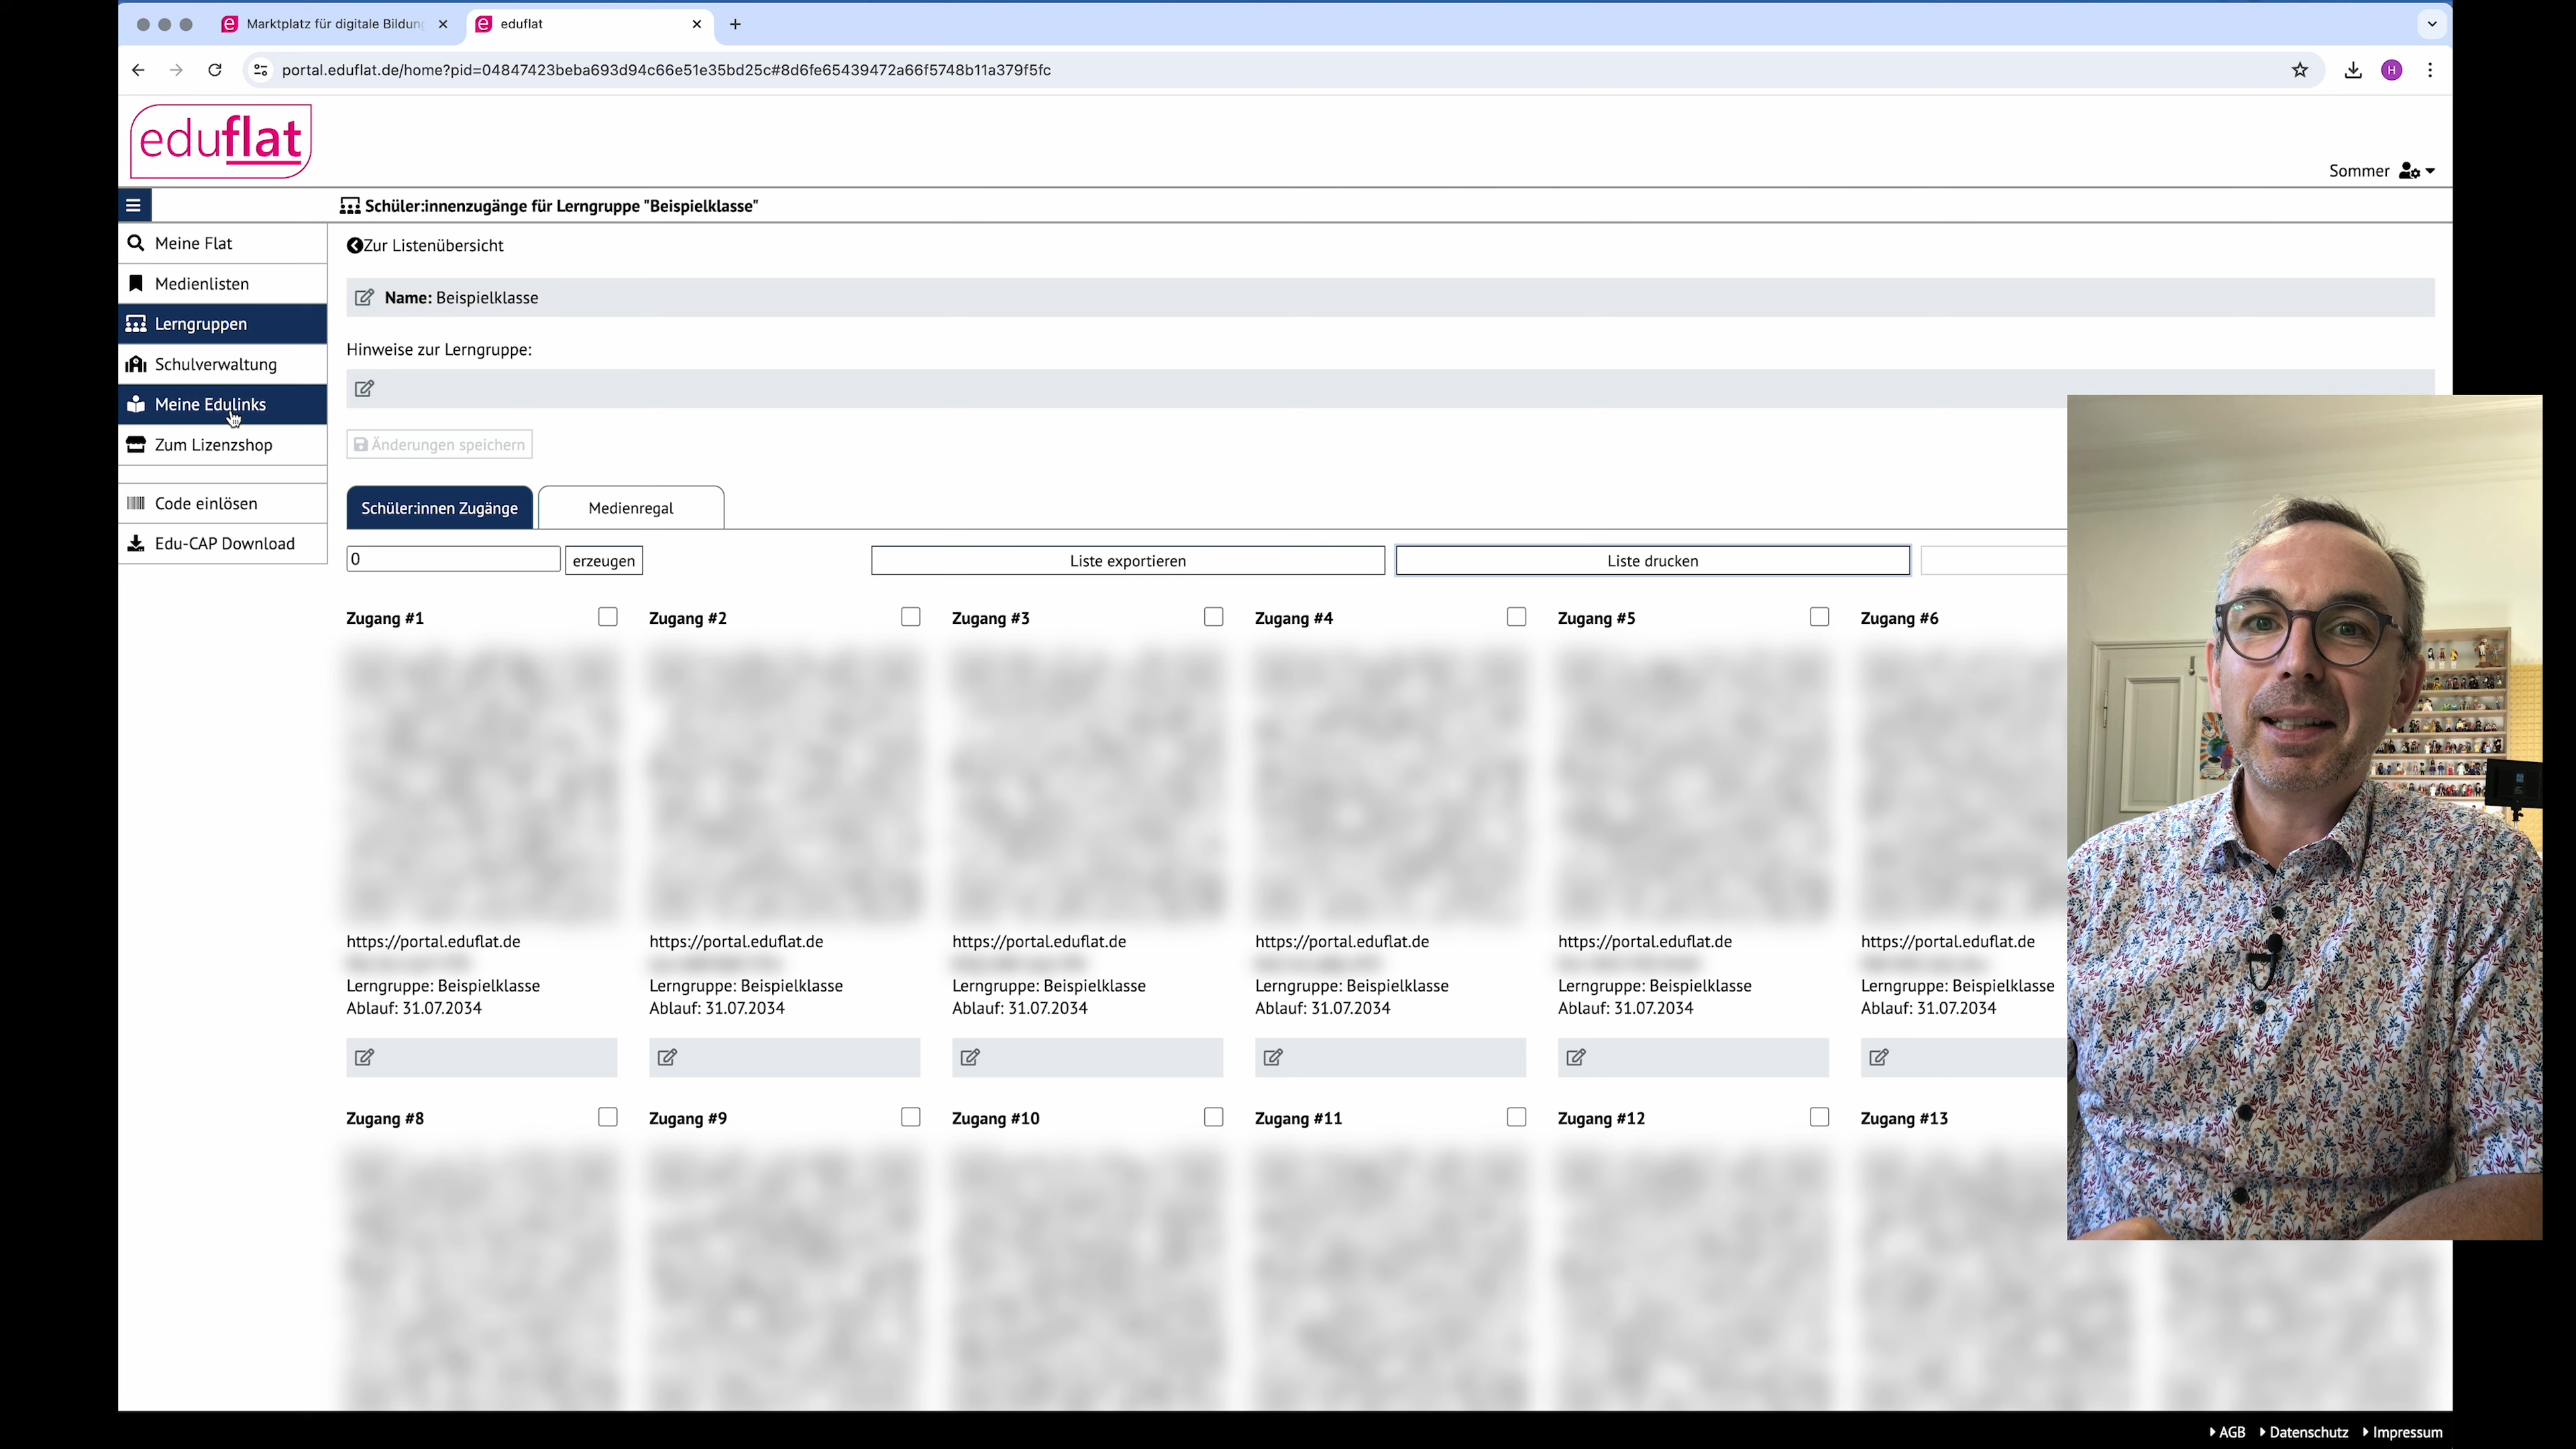 Marktplatz für digitale Bildung
eduflat
portal.eduflat.de/home?pid=04847423beba693d94c66e51e35bd25c#8d6fe65439472a66f5748b11a379f5fc
H
eduflat
Sommer
Schüler:innenzugänge für Lerngruppe "Beispielklasse"
Meine Flat
Medienlisten
Lerngruppen
Schulverwaltung
Meine Edulinks
Zum Lizenzshop
Code einlösen
Edu-CAP Download
Zur Listenübersicht
Name: Beispielklasse
Hinweise zur Lerngruppe:
Änderungen speichern
Schüler:innen Zugänge Medienregal
0 erzeugen Liste exportieren Liste drucken
Zugang #1 Zugang #2 Zugang #3 Zugang #4 Zugang #5 Zugang #6
https://portal.eduflat.de https://portal.eduflat.de https://portal.eduflat.de https://portal.eduflat.de https://portal.eduflat.de https://portal.eduflat.de
Lerngruppe: Beispielklasse Lerngruppe: Beispielklasse Lerngruppe: Beispielklasse Lerngruppe: Beispielklasse Lerngruppe: Beispielklasse Lerngruppe: Beispielklasse
Ablauf: 31.07.2034 Ablauf: 31.07.2034 Ablauf: 31.07.2034 Ablauf: 31.07.2034 Ablauf: 31.07.2034 Ablauf: 31.07.2034
Zugang #8 Zugang #9 Zugang #10 Zugang #11 Zugang #12 Zugang #13
AGB Datenschutz Impressum